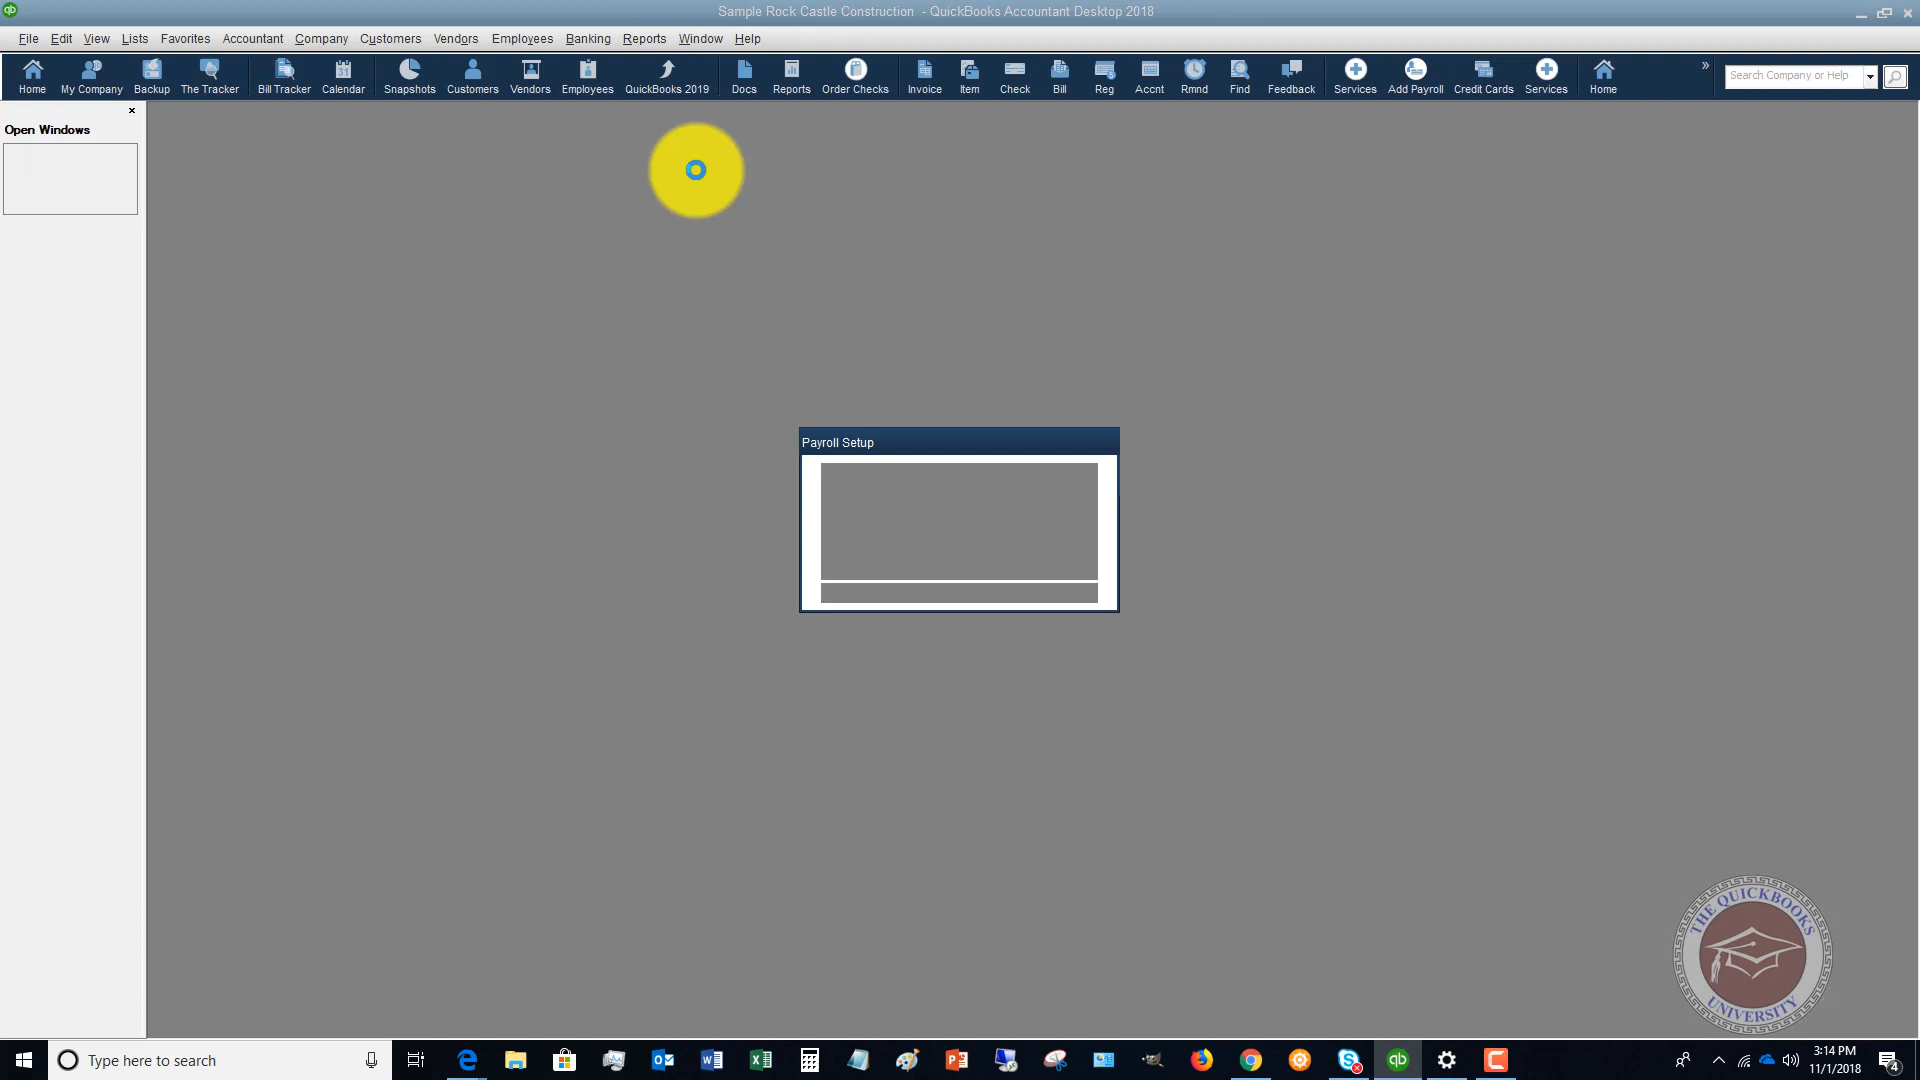 Sample Rock Castle Construction - QuickBooks Accountant Desktop 2018
File Edit View Lists Favorites Accountant Company Customers Vendors Employees Banking Reports Window Help
Home My Company Backup The Tracker Bill Tracker Calendar Snapshots Customers Vendors Employees QuickBooks 2019 Docs Reports Order Checks Invoice Item Check Bill Reg Accnt Rmnd Find Feedback Services Add Payroll Credit Cards Services Home » Search Company or Help
Open Windows
Payroll Setup
THE QUICKBOOKS
UNIVERSITY
Type here to search
3:14 PM
11/1/2018
4